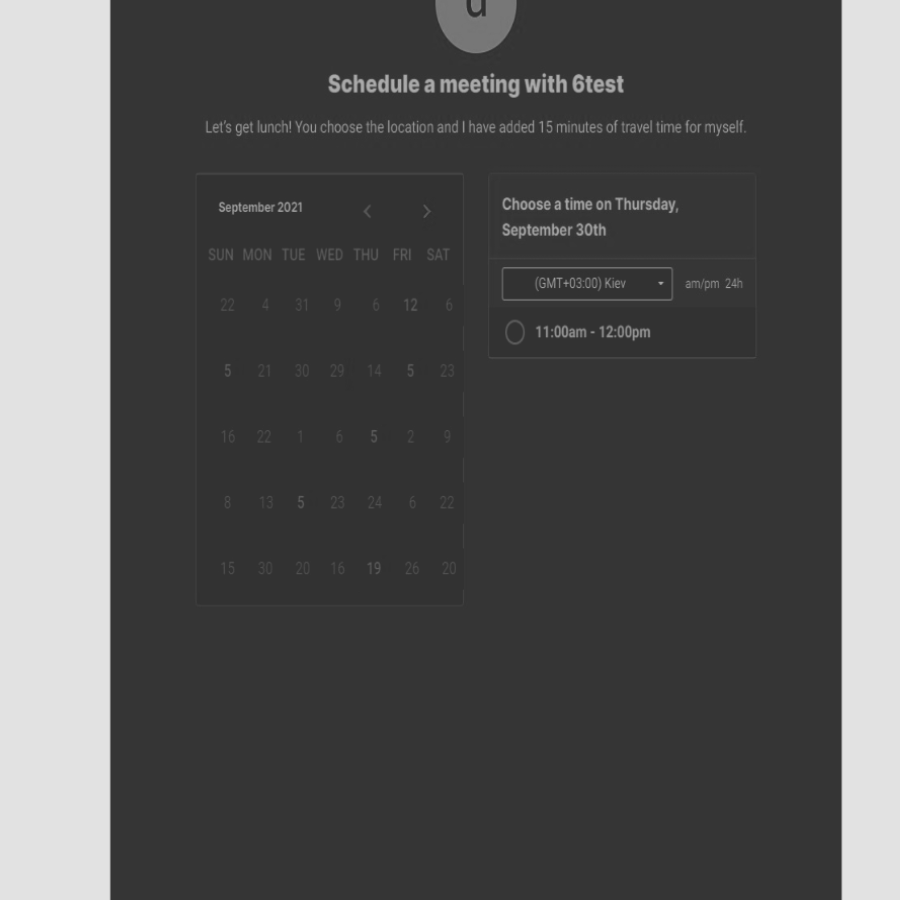 d
Schedule a meeting with 6test
Let's get lunch! You choose the location and I have added 15 minutes of travel time for myself.
September 2021
SUN MON TUE WED THU FRI SAT
22 4 31 9 6 12 6
5 21 30 29 14 5 23
16 22 1 6 5 2 9
8 13 5 23 24 6 22
15 30 20 16 19 26 20
Choose a time on Thursday,
September 30th
(GMT+03:00) Kiev am/pm 24h
11:00am - 12:00pm